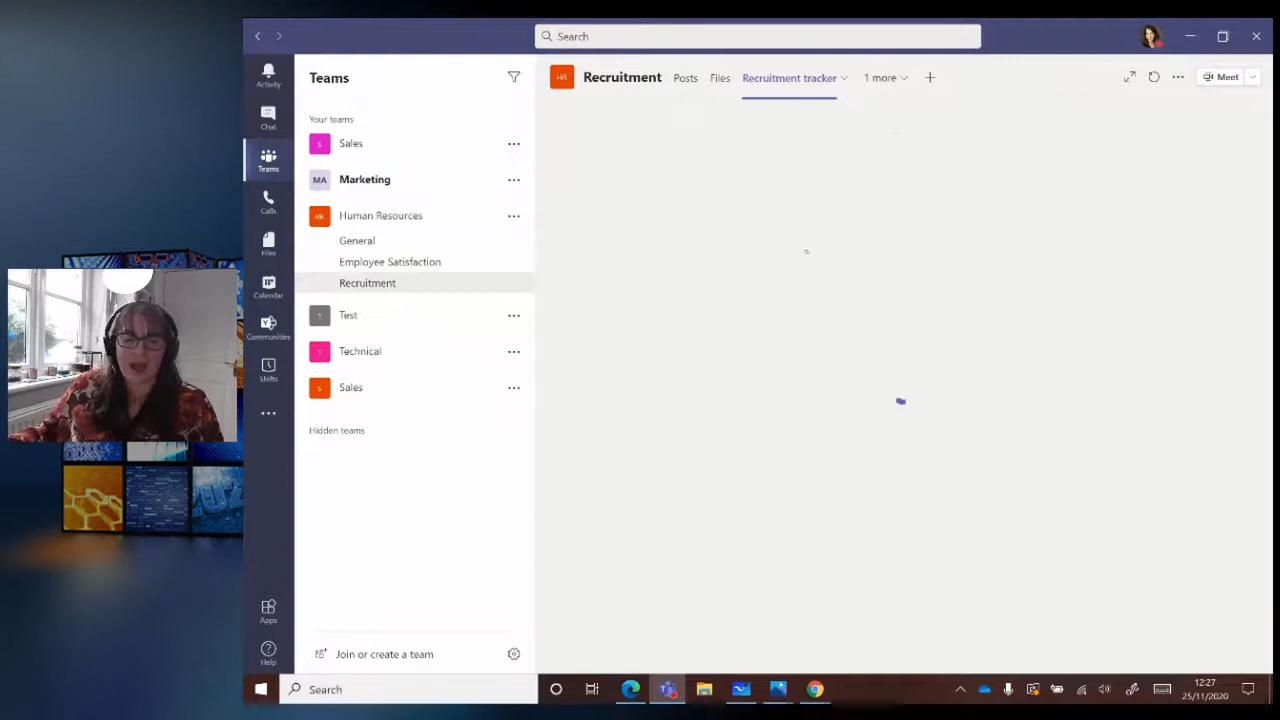 Search
Activity
Chat
Teams
Calls
Files
Calendar
Communities
Shifts
Apps
Help
Teams
Your teams
S
Sales
MA
Marketing
HR
Human Resources
General
Employee Satisfaction
Recruitment
T
Test
T
Technical
S
Sales
Hidden teams
Join or create a team
HR
Recruitment
Posts
Files
Recruitment tracker
1 more
Meet
Search
12:27
25/11/2020